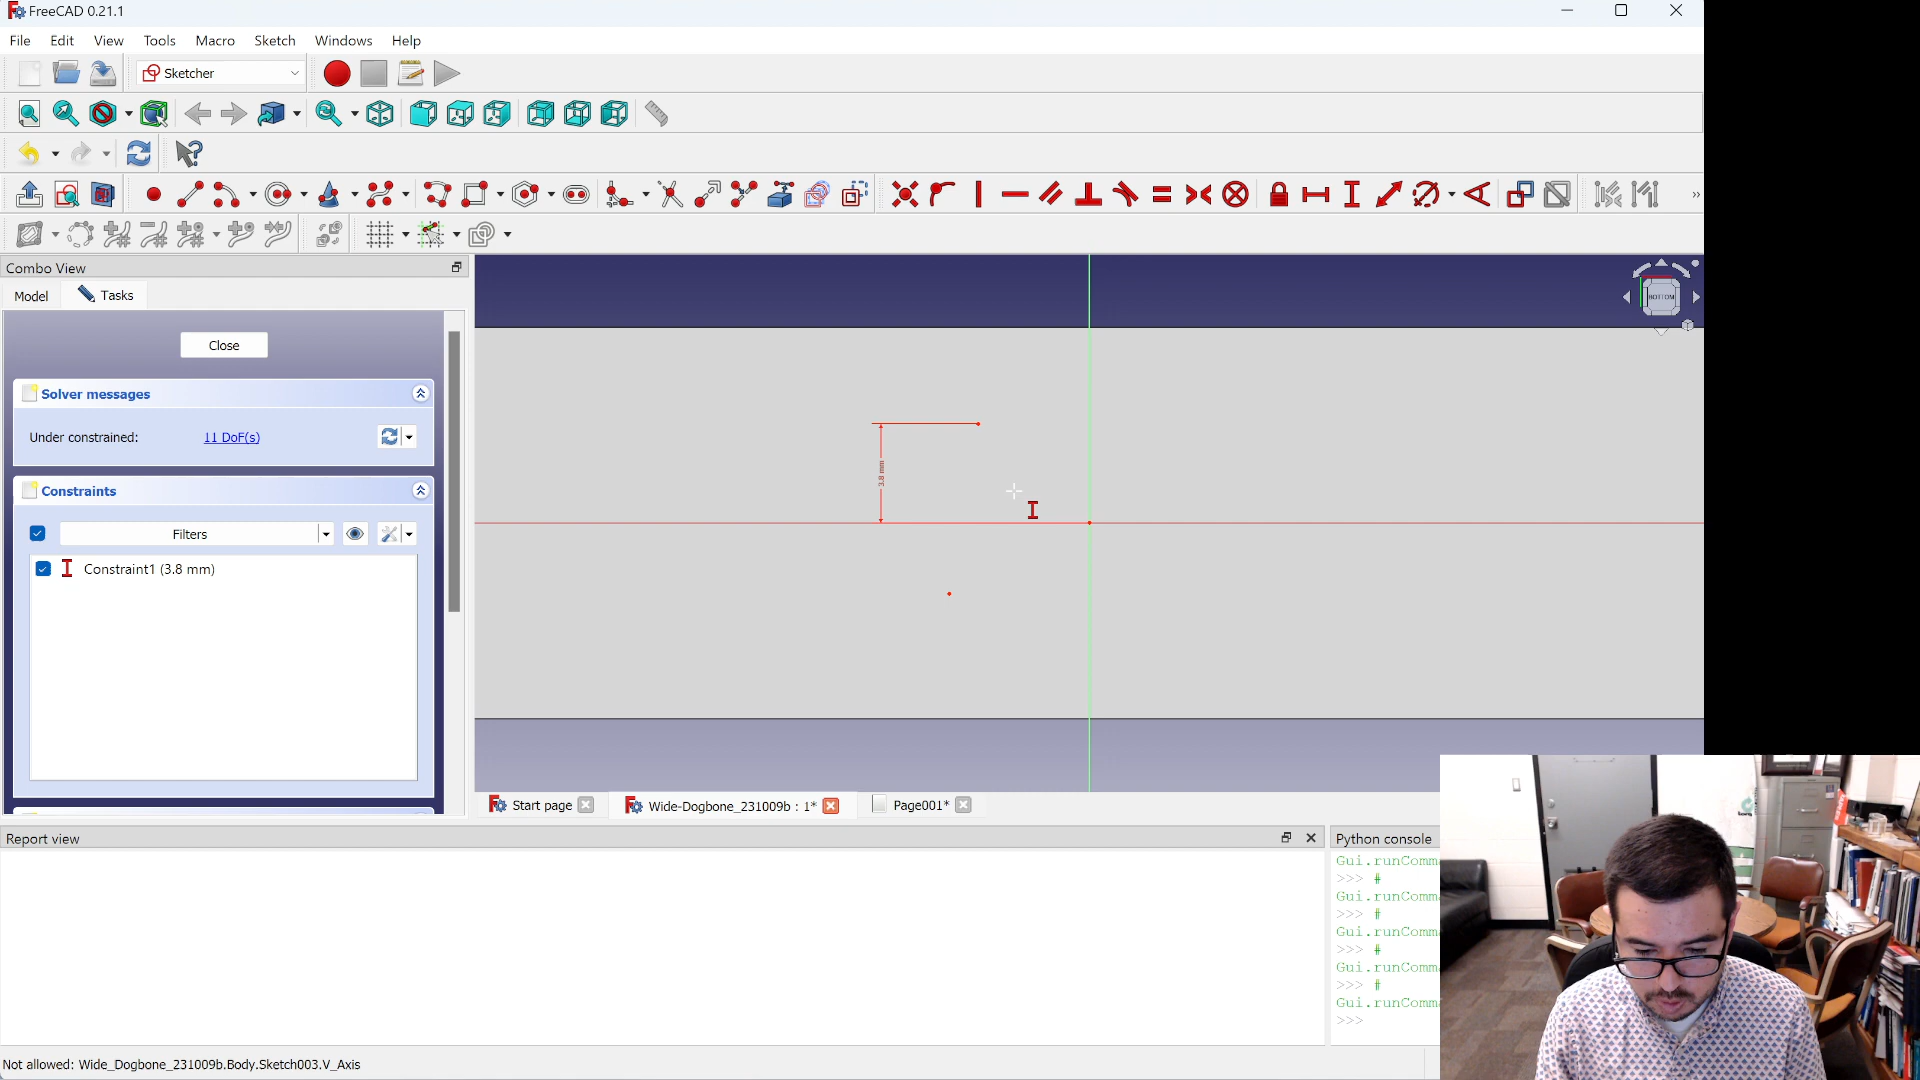 FreeCAD 0.21.1
File Edit View Tools Macro Sketch Windows Help
Sketcher
Combo View
Model Tasks
Close
Solver messages
Under constrained: 11 DoF(s)
Constraints
Filters
Constraint1 (3.8 mm)
3.8 mm
BOTTOM
Start page Wide-Dogbone_231009b : 1* Page001*
Report view
Python console
Gui.runComm
>>> #
Gui.runComm
>>> #
Gui.runComm
>>> #
Gui.runComm
>>> #
Gui.runComm
>>>
Not allowed: Wide_Dogbone_231009b.Body.Sketch003.V_Axis